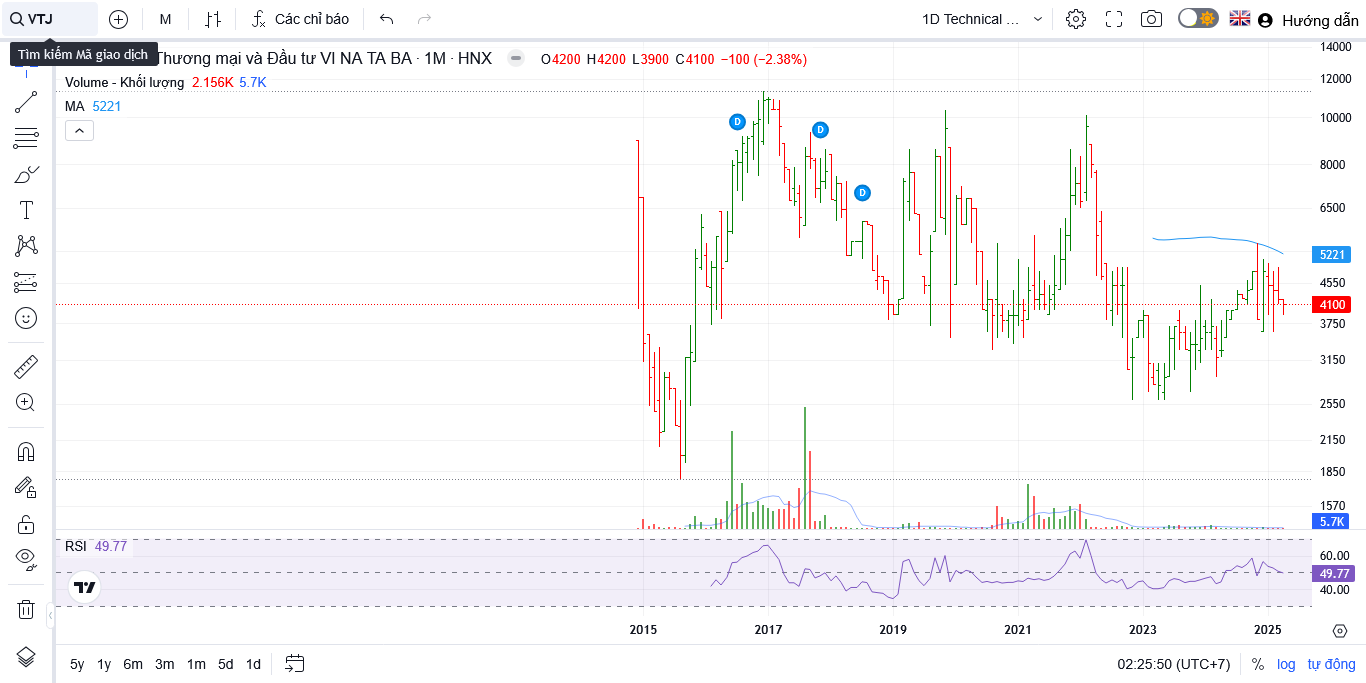 VTJ
M
Các chỉ báo
1D Technical ...
Hướng dẫn
Tìm kiếm Mã giao dịch
Thương mại và Đầu tư VI NA TA BA · 1M · HNX
O4200 H4200 L3900 C4100 −100 (−2.38%)
Volume - Khối lượng 2.156K 5.7K
MA 5221
D
D
D
14000
12000
10000
8000
6500
5221
4550
4100
3750
3150
2550
2150
1850
1570
5.7K
RSI 49.77
60.00
49.77
40.00
2015 2017 2019 2021 2023 2025
5y 1y 6m 3m 1m 5d 1d
02:25:50 (UTC+7) % log tự động